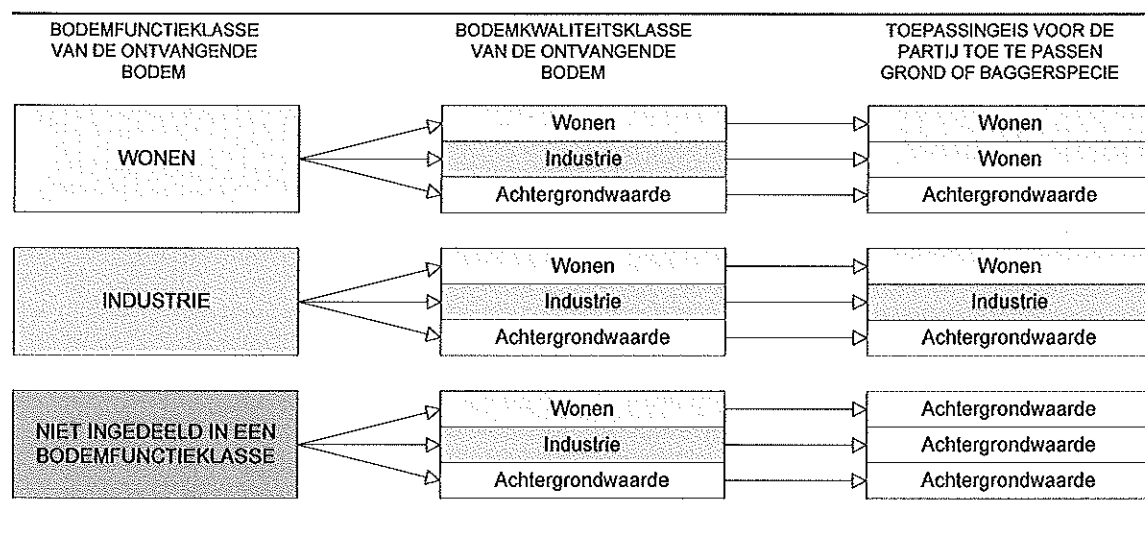 BODEMFUNCTIEKLASSE
VAN DE ONTVANGENDE
BODEM
BODEMKWALITEITSKLASSE
VAN DE ONTVANGENDE
BODEM
TOEPASSINGEIS VOOR DE
PARTIJ TOE TE PASSEN
GROND OF BAGGERSPECIE
WONEN
Wonen
Industrie
Achtergrondwaarde
Wonen
Wonen
Achtergrondwaarde
INDUSTRIE
Wonen
Industrie
Achtergrondwaarde
Wonen
Industrie
Achtergrondwaarde
NIET INGEDEELD IN EEN
BODEMFUNCTIEKLASSE
Wonen
Industrie
Achtergrondwaarde
Achtergrondwaarde
Achtergrondwaarde
Achtergrondwaarde